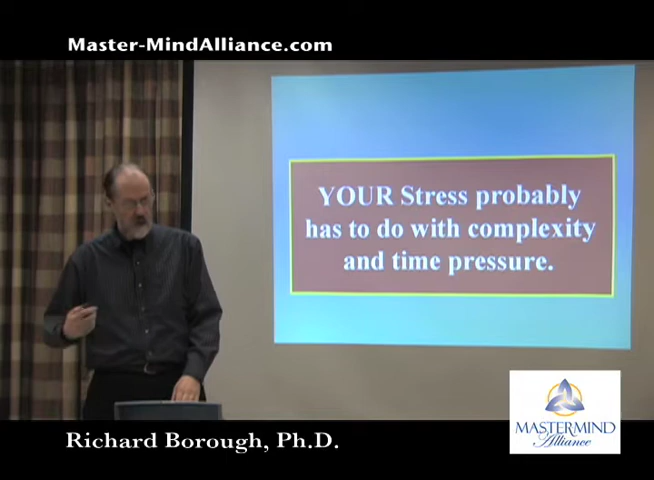 Master-MindAlliance.com
YOUR Stress probably
has to do with complexity
and time pressure.
Richard Borough, Ph.D.
MASTERMIND
Alliance